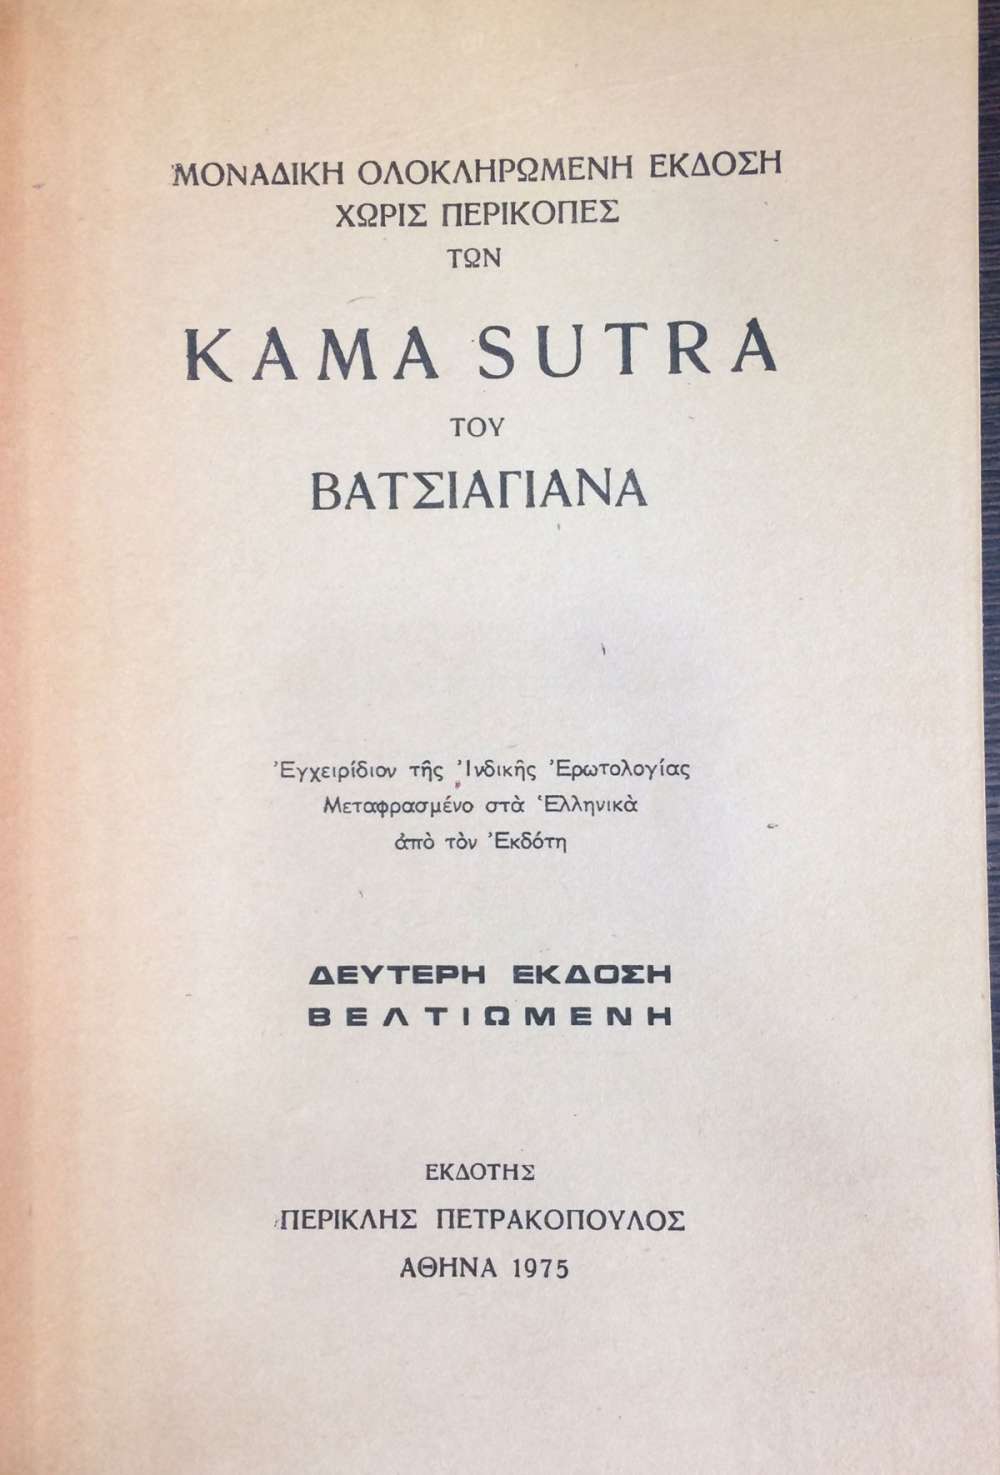 ΜΟΝΑΔΙΚΗ ΟΛΟΚΛΗΡΩΜΕΝΗ ΕΚΔΟΣΗ
ΧΩΡΙΣ ΠΕΡΙΚΟΠΕΣ
ΤΩΝ
KAMA SUTRA
ΤΟΥ
ΒΑΤΣΙΑΓΙΑΝΑ
Ἐγχειρίδιον τῆς Ἰνδικῆς Ἐρωτολογίας
Μεταφρασμένο στὰ Ἑλληνικὰ
ἀπὸ τὸν Ἐκδότη
ΔΕΥΤΕΡΗ ΕΚΔΟΣΗ
ΒΕΛΤΙΩΜΕΝΗ
ΕΚΔΟΤΗΣ
ΠΕΡΙΚΛΗΣ ΠΕΤΡΑΚΟΠΟΥΛΟΣ
ΑΘΗΝΑ 1975